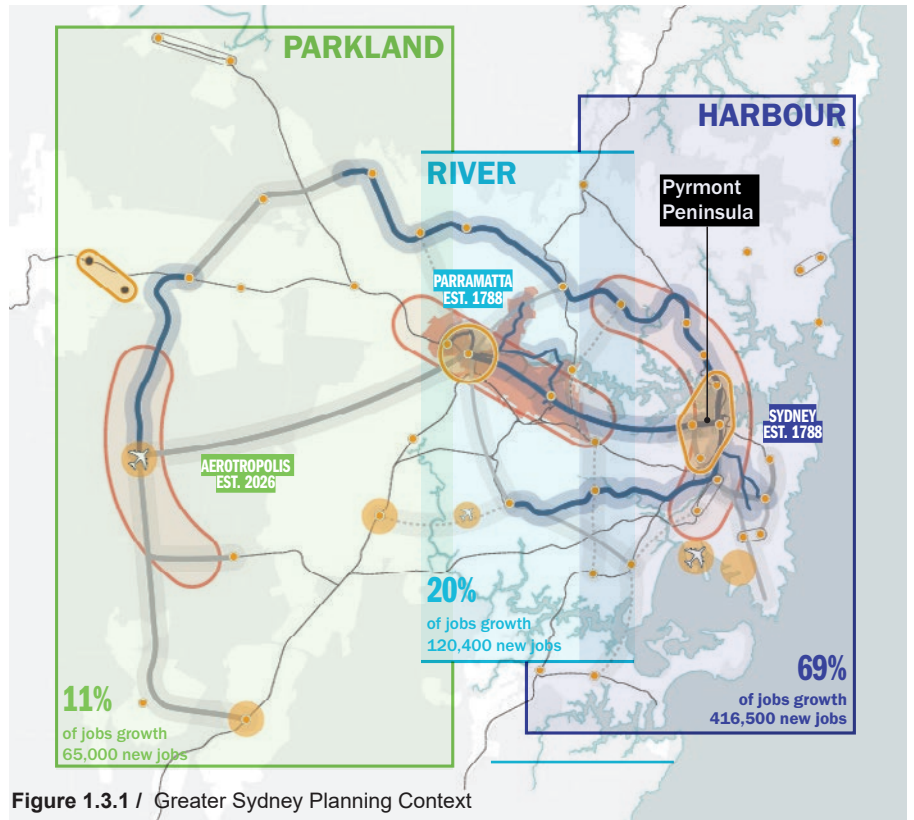 PARKLAND
HARBOUR
RIVER
Pyrmont
Peninsula
PARRAMATTA
EST. 1788
SYDNEY
EST. 1788
AEROTROPOLIS
EST. 2026
20%
of jobs growth
120,400 new jobs
69%
of jobs growth
416,500 new jobs
11%
of jobs growth
65,000 new jobs
Figure 1.3.1 / Greater Sydney Planning Context